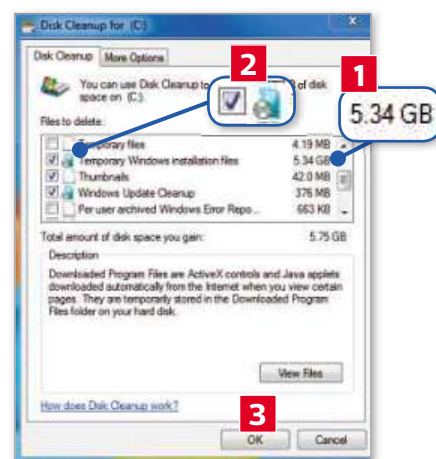 Disk Cleanup for (C:)
X
Disk Cleanup More Options
2
1
You can use Disk Cleanup to B of disk
space on (C:).
5.34 GB
Files to delete:
Temporary files 4.19 MB
Temporary Windows installation files 5.34 GB
Thumbnails 42.0 MB
Windows Update Cleanup 376 MB
Per user archived Windows Error Repo... 663 KB
Total amount of disk space you gain: 5.75 GB
Description
Downloaded Program Files are ActiveX controls and Java applets
downloaded automatically from the Internet when you view certain
pages. They are temporarily stored in the Downloaded Program
Files folder on your hard disk.
View Files
How does Disk Cleanup work?
3
OK Cancel